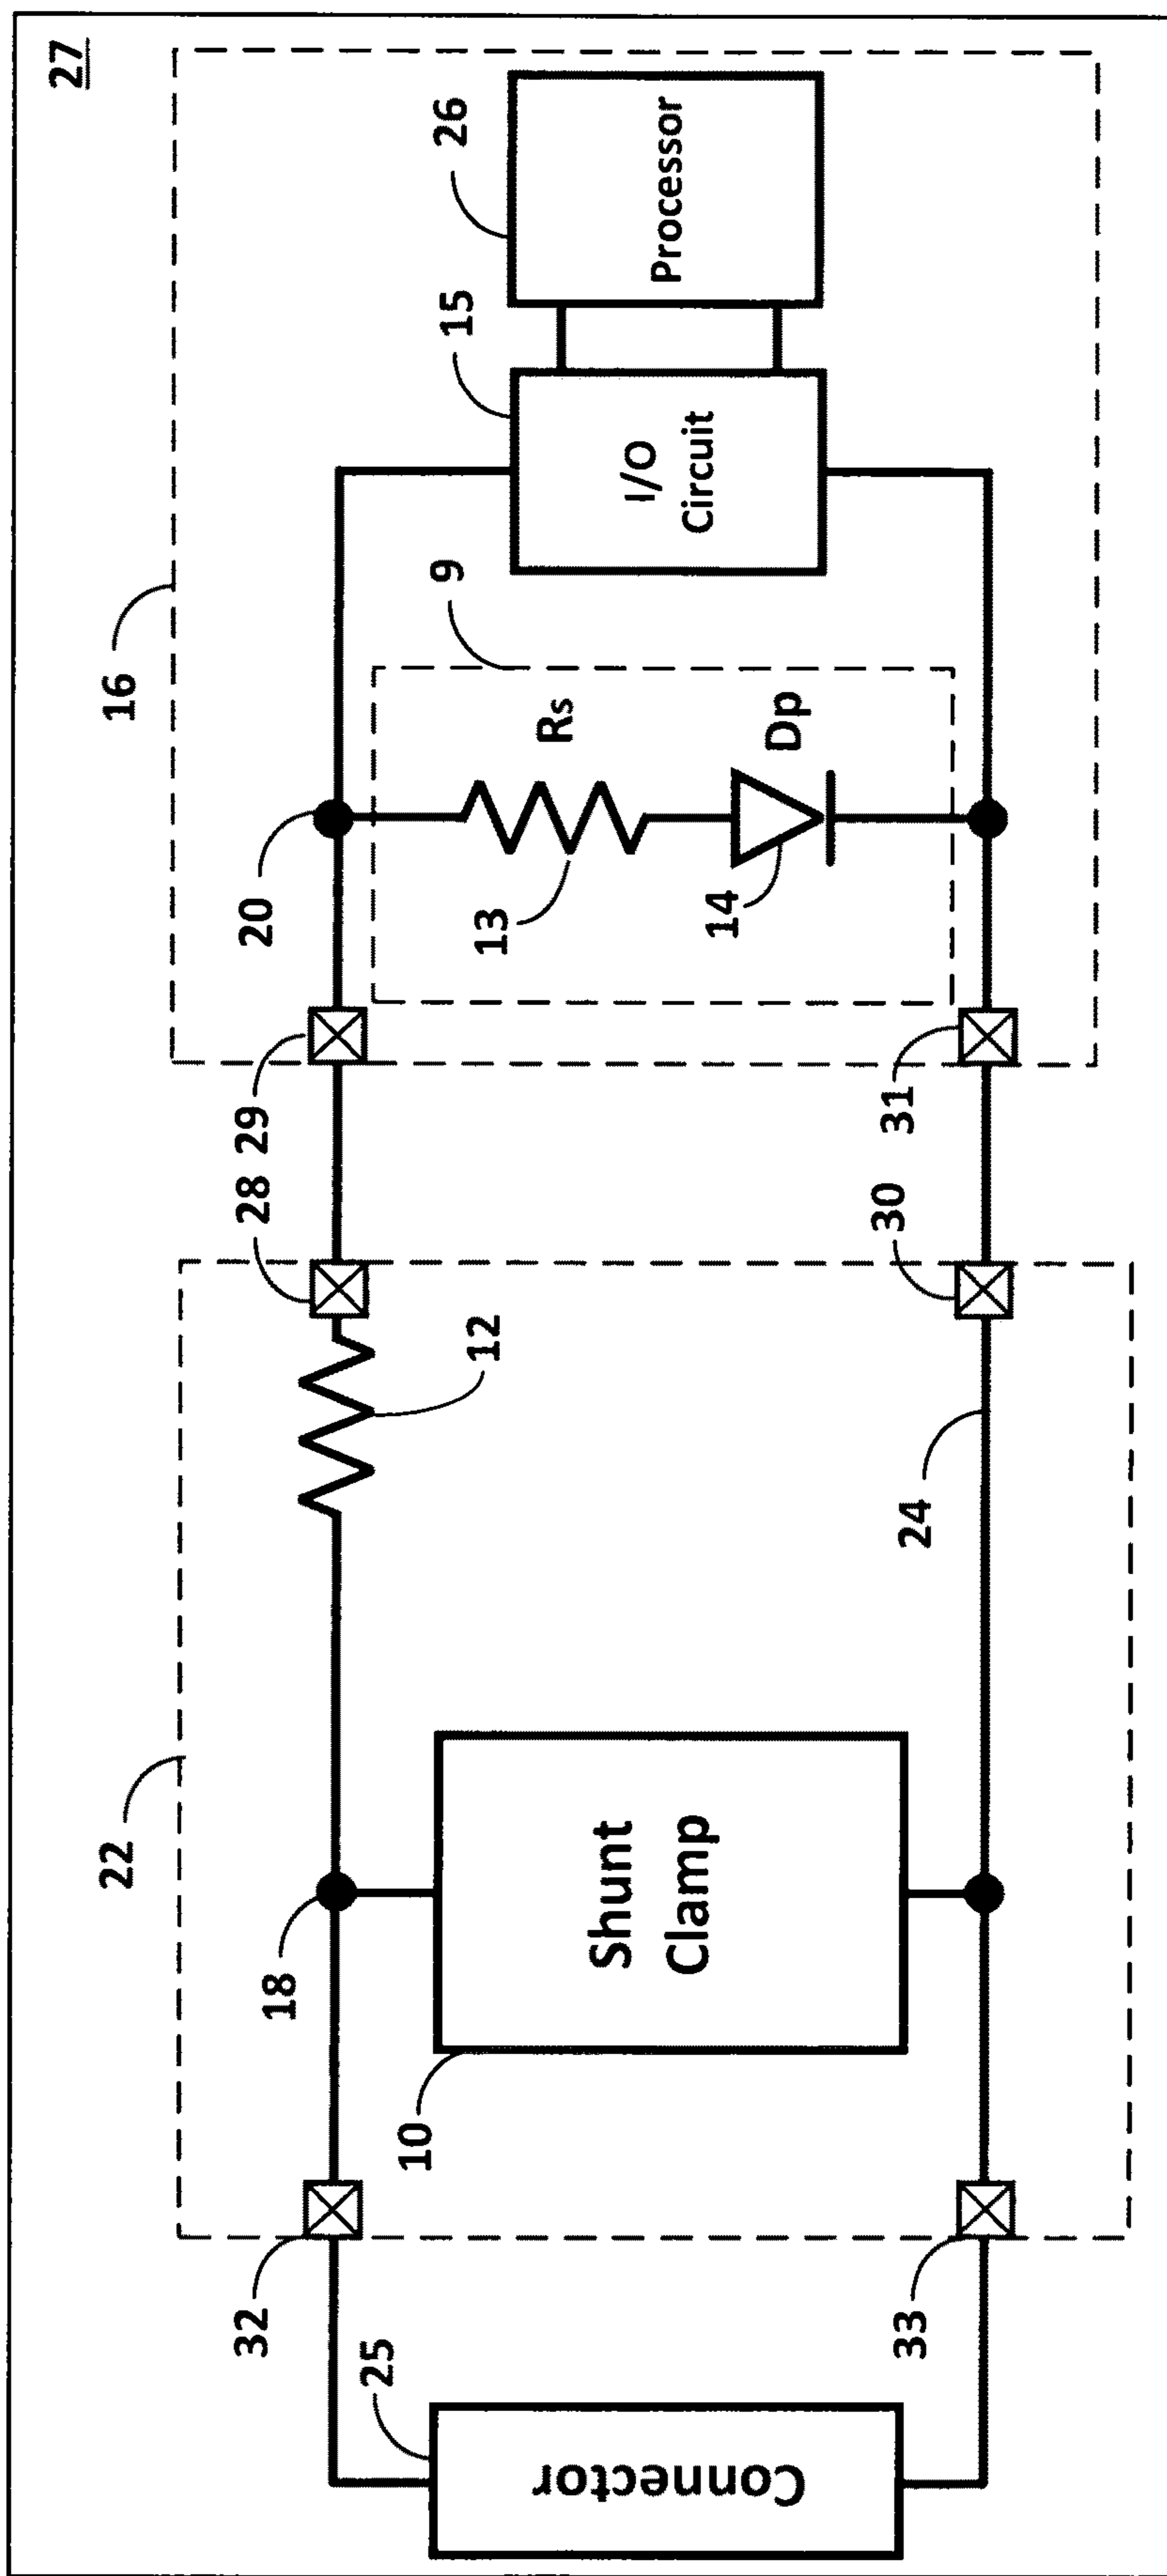 27
16
26
Processor
15
I/O
Circuit
9
Rs
Dp
20
13
14
29
31
28
30
12
24
22
18
Shunt
Clamp
10
32
33
25
Connector